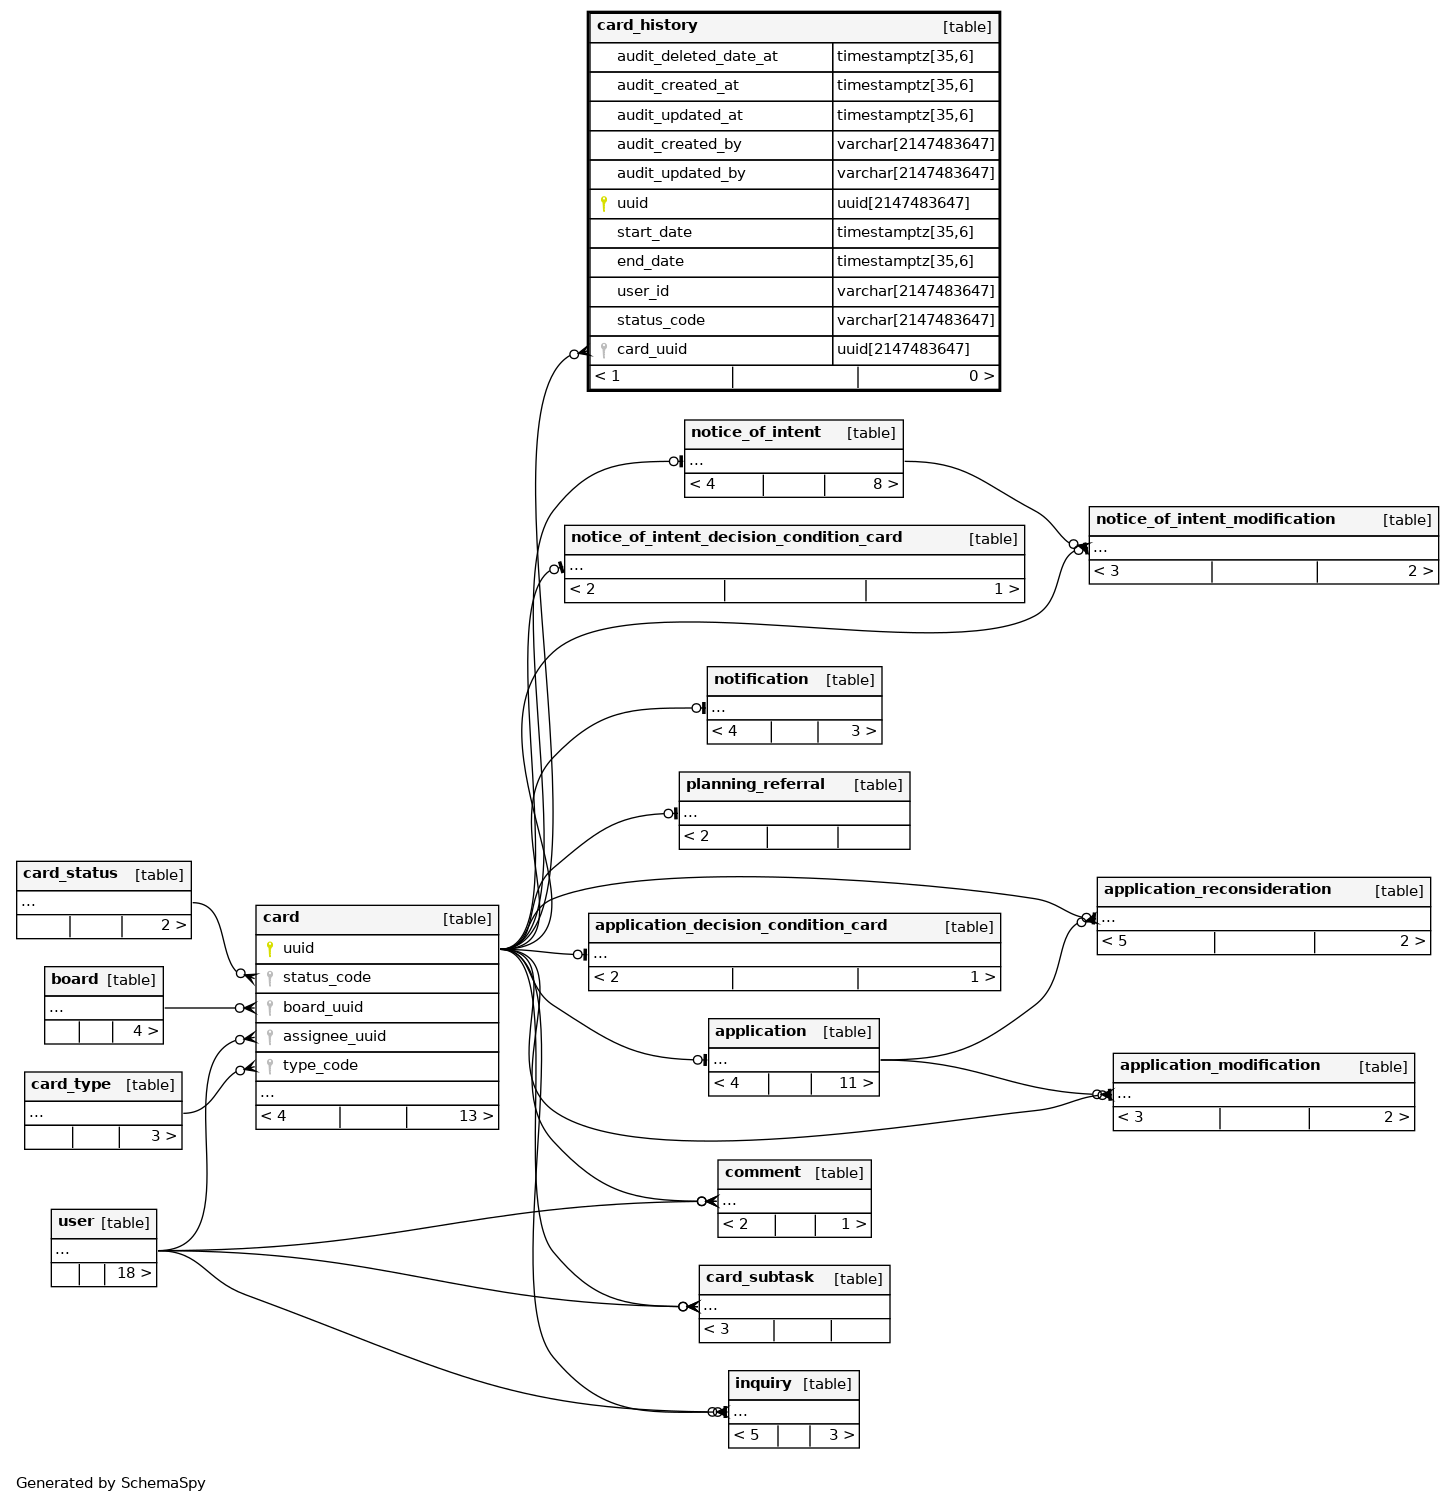 card_history [table]
audit_deleted_date_at timestamptz[35,6]
audit_created_at timestamptz[35,6]
audit_updated_at timestamptz[35,6]
audit_created_by varchar[2147483647]
audit_updated_by varchar[2147483647]
uuid uuid[2147483647]
start_date timestamptz[35,6]
end_date timestamptz[35,6]
user_id varchar[2147483647]
status_code varchar[2147483647]
card_uuid uuid[2147483647]
< 1 0 >
notice_of_intent [table]
...
< 4 8 >
notice_of_intent_modification [table]
...
< 3 2 >
notice_of_intent_decision_condition_card [table]
...
< 2 1 >
notification [table]
...
< 4 3 >
planning_referral [table]
...
< 2
card_status [table]
...
2 >
board [table]
...
4 >
card_type [table]
...
3 >
user [table]
...
18 >
card [table]
uuid
status_code
board_uuid
assignee_uuid
type_code
...
< 4 13 >
application_reconsideration [table]
...
< 5 2 >
application_decision_condition_card [table]
...
< 2 1 >
application [table]
...
< 4 11 >
application_modification [table]
...
< 3 2 >
comment [table]
...
< 2 1 >
card_subtask [table]
...
< 3
inquiry [table]
...
< 5 3 >
Generated by SchemaSpy